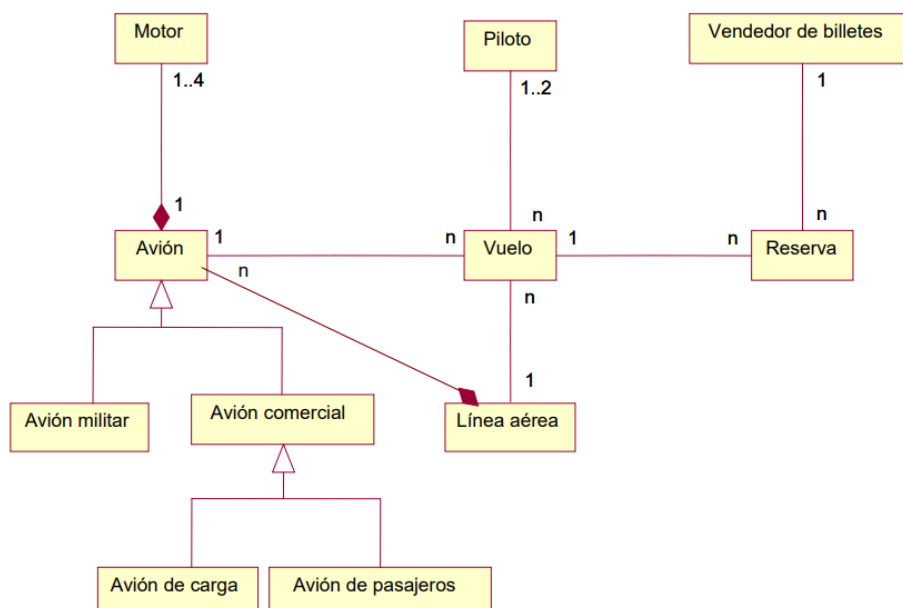 Motor
Piloto
Vendedor de billetes
1..4
1..2
1
1
n
n
Avión
1
n
Vuelo
1
n
Reserva
n
n
1
Avión militar
Avión comercial
Línea aérea
Avión de carga
Avión de pasajeros